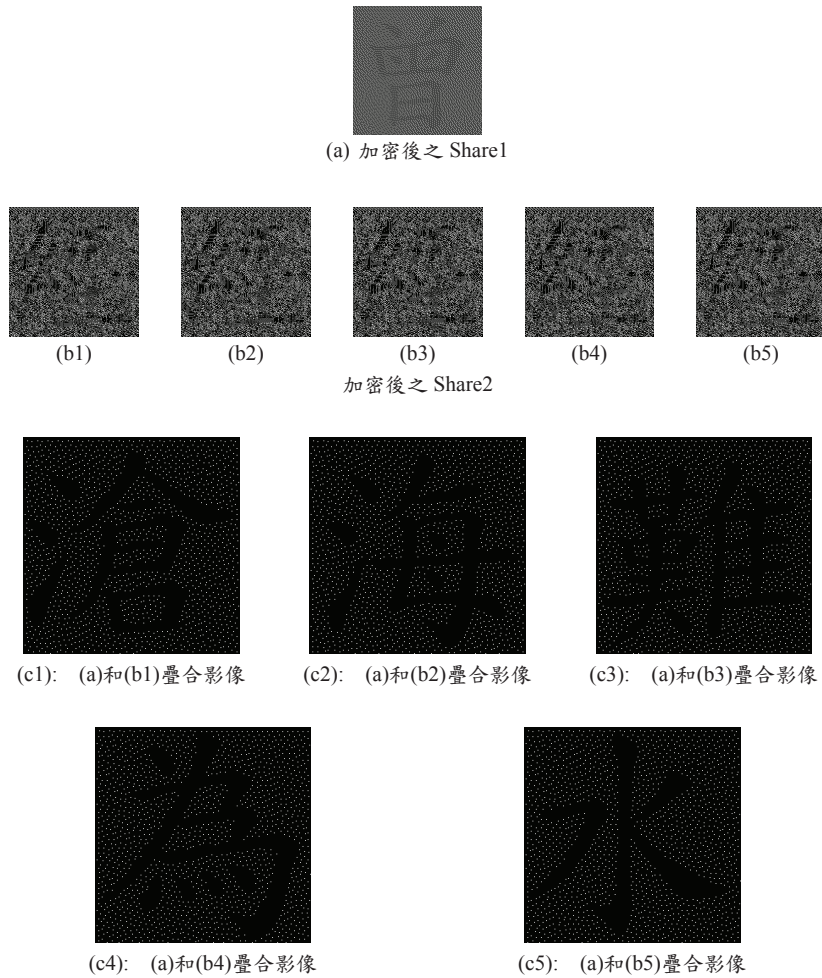 曾
(a) 加密後之 Share1
(b1) (b2) (b3) (b4) (b5)
加密後之 Share2
滄 海 難
(c1): (a)和(b1)疊合影像 (c2): (a)和(b2)疊合影像 (c3): (a)和(b3)疊合影像
為 水
(c4): (a)和(b4)疊合影像 (c5): (a)和(b5)疊合影像